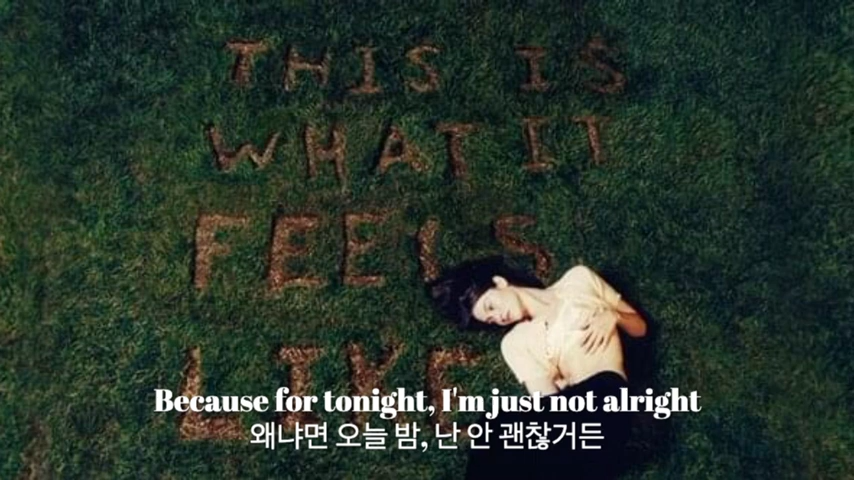 THIS IS
WHAT IT
FEELS
LIKE
Because for tonight, I'm just not alright
왜냐면 오늘 밤, 난 안 괜찮거든